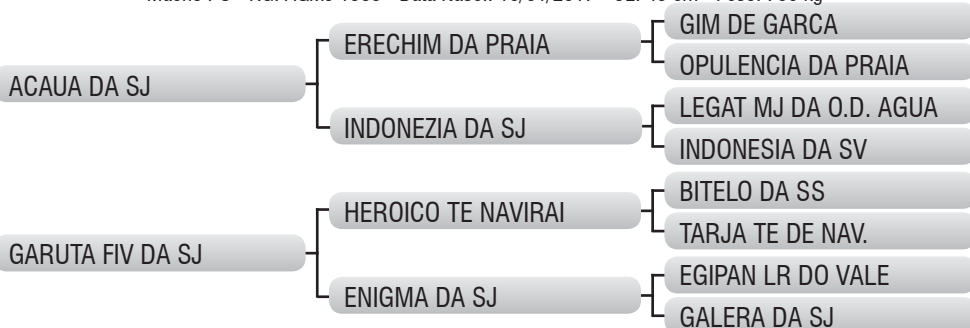 GIM DE GARCA
ERECHIM DA PRAIA
OPULENCIA DA PRAIA
ACAUA DA SJ
LEGAT MJ DA O.D. AGUA
INDONEZIA DA SJ
INDONESIA DA SV
BITELO DA SS
HEROICO TE NAVIRAI
TARJA TE DE NAV.
GARUTA FIV DA SJ
EGIPAN LR DO VALE
ENIGMA DA SJ
GALERA DA SJ